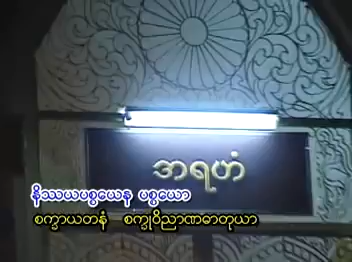 အရဟံ
နိဿယပစ္စယေန ပစ္စယော
စက္ခာယတနံ စက္ခုဝိညာဏဓာတုယာ